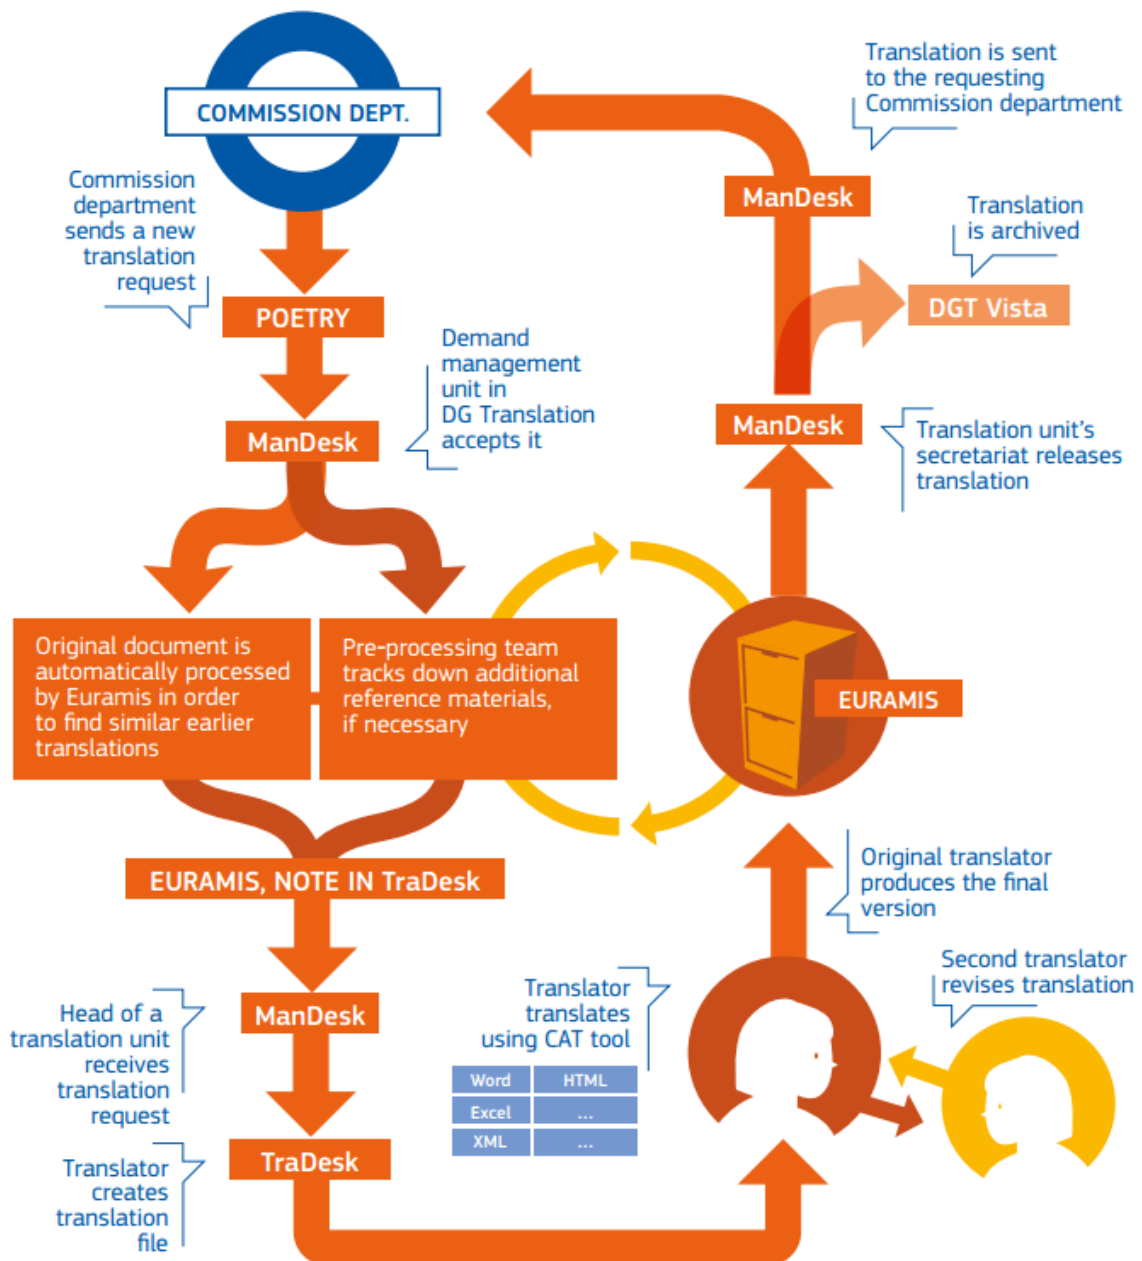 COMMISSION DEPT.
Commission
department
sends a new
translation
request
POETRY
Demand
management
unit in
DG Translation
accepts it
ManDesk
Original document is
automatically processed
by Euramis in order
to find similar earlier
translations
Pre-processing team
tracks down additional
reference materials,
if necessary
EURAMIS, NOTE IN TraDesk
ManDesk
Head of a
translation unit
receives
translation
request
TraDesk
Translator
creates
translation
file
Translator
translates
using CAT tool
Word HTML
Excel ...
XML ...
Second translator
revises translation
Original translator
produces the final
version
EURAMIS
ManDesk
Translation unit's
secretariat releases
translation
DGT Vista
Translation
is archived
ManDesk
Translation is sent
to the requesting
Commission department